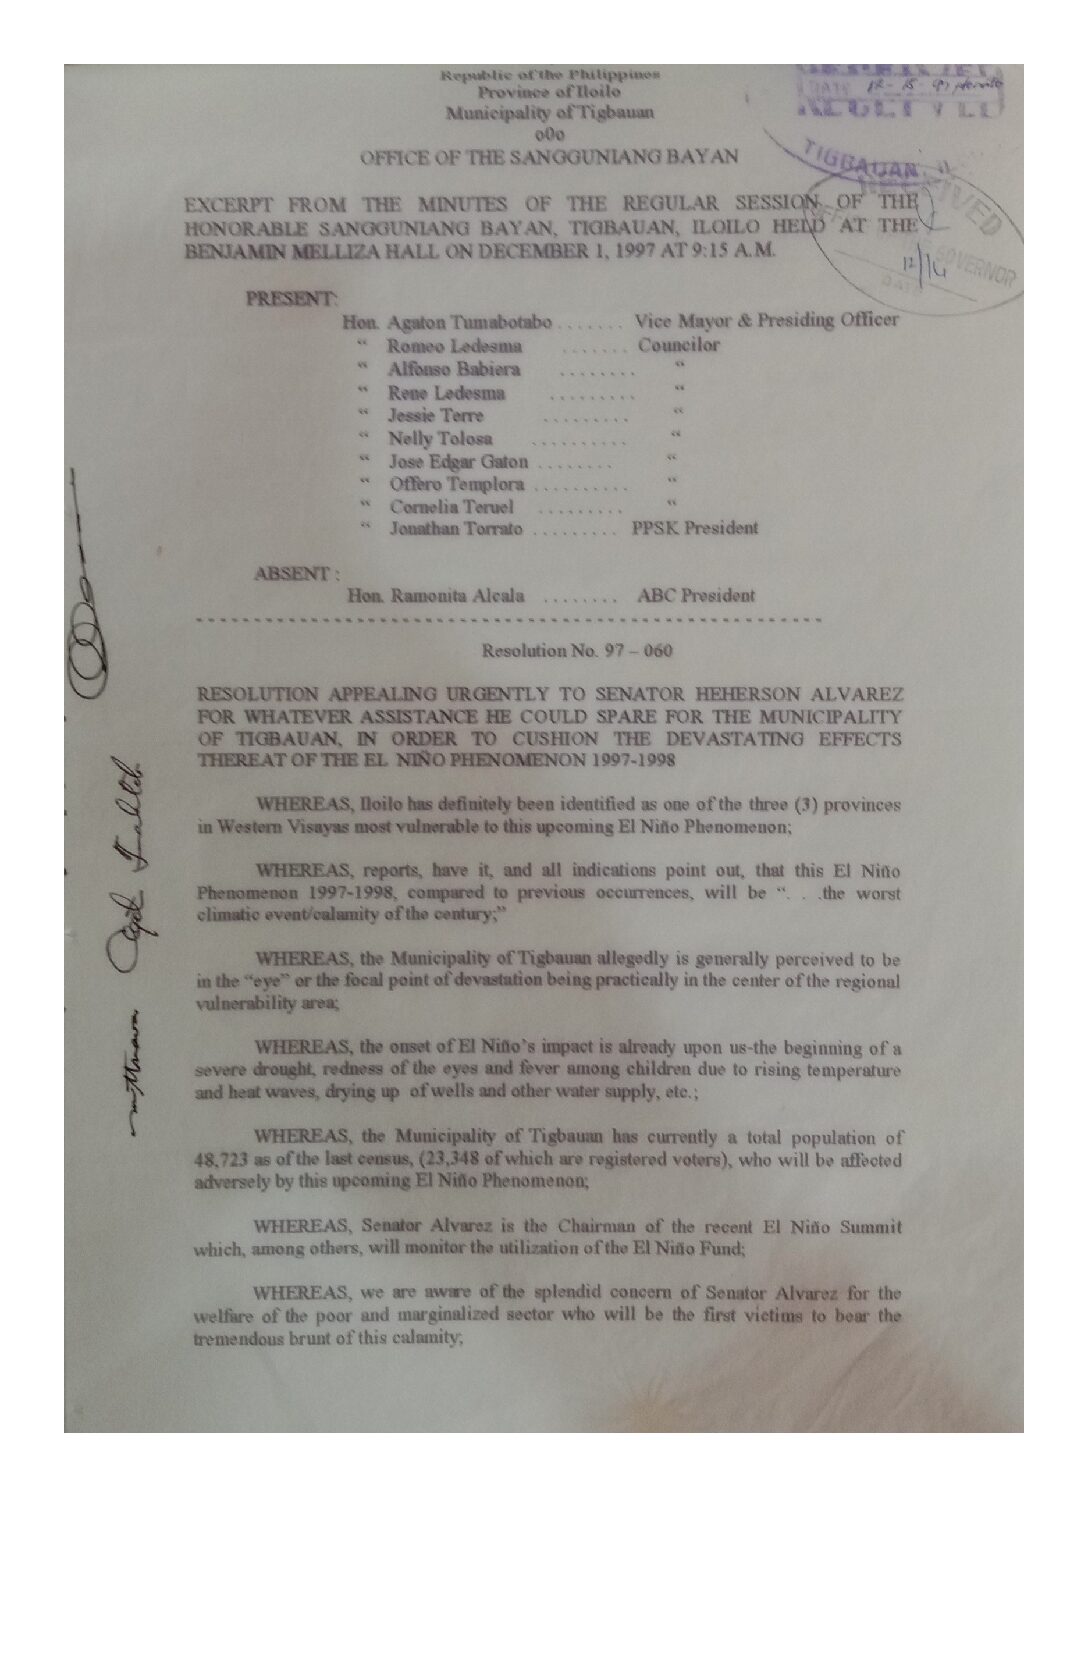 Republic of the Philippines
Province of Iloilo
Municipality of Tigbauan
o0o
OFFICE OF THE SANGGUNIANG BAYAN
DATE 12-15-97
TIGBAUAN
EXCERPT FROM THE MINUTES OF THE REGULAR SESSION OF THE
HONORABLE SANGGUNIANG BAYAN, TIGBAUAN, ILOILO HELD AT THE
BENJAMIN MELLIZA HALL ON DECEMBER 1, 1997 AT 9:15 A.M.
GOVERNOR
DATE
PRESENT:
Hon. Agaton Tumabotabo ....... Vice Mayor & Presiding Officer
“ Romeo Ledesma ....... Councilor
“ Alfonso Babiera ........ “
“ Rene Ledesma ......... “
“ Jessie Terre ......... “
“ Nelly Tolosa .......... “
“ Jose Edgar Gaton ........ “
“ Offero Templora .......... “
“ Cornelia Teruel ......... “
“ Jonathan Torrato ......... PPSK President
ABSENT :
Hon. Ramonita Alcala ........ ABC President
Resolution No. 97 – 060
RESOLUTION APPEALING URGENTLY TO SENATOR HEHERSON ALVAREZ
FOR WHATEVER ASSISTANCE HE COULD SPARE FOR THE MUNICIPALITY
OF TIGBAUAN, IN ORDER TO CUSHION THE DEVASTATING EFFECTS
THEREAT OF THE EL NIÑO PHENOMENON 1997-1998
WHEREAS, Iloilo has definitely been identified as one of the three (3) provinces
in Western Visayas most vulnerable to this upcoming El Niño Phenomenon;
WHEREAS, reports, have it, and all indications point out, that this El Niño
Phenomenon 1997-1998, compared to previous occurrences, will be “. . .the worst
climatic event/calamity of the century;”
WHEREAS, the Municipality of Tigbauan allegedly is generally perceived to be
in the “eye” or the focal point of devastation being practically in the center of the regional
vulnerability area;
WHEREAS, the onset of El Niño’s impact is already upon us-the beginning of a
severe drought, redness of the eyes and fever among children due to rising temperature
and heat waves, drying up of wells and other water supply, etc.;
WHEREAS, the Municipality of Tigbauan has currently a total population of
48,723 as of the last census, (23,348 of which are registered voters), who will be affected
adversely by this upcoming El Niño Phenomenon;
WHEREAS, Senator Alvarez is the Chairman of the recent El Niño Summit
which, among others, will monitor the utilization of the El Niño Fund;
WHEREAS, we are aware of the splendid concern of Senator Alvarez for the
welfare of the poor and marginalized sector who will be the first victims to bear the
tremendous brunt of this calamity;